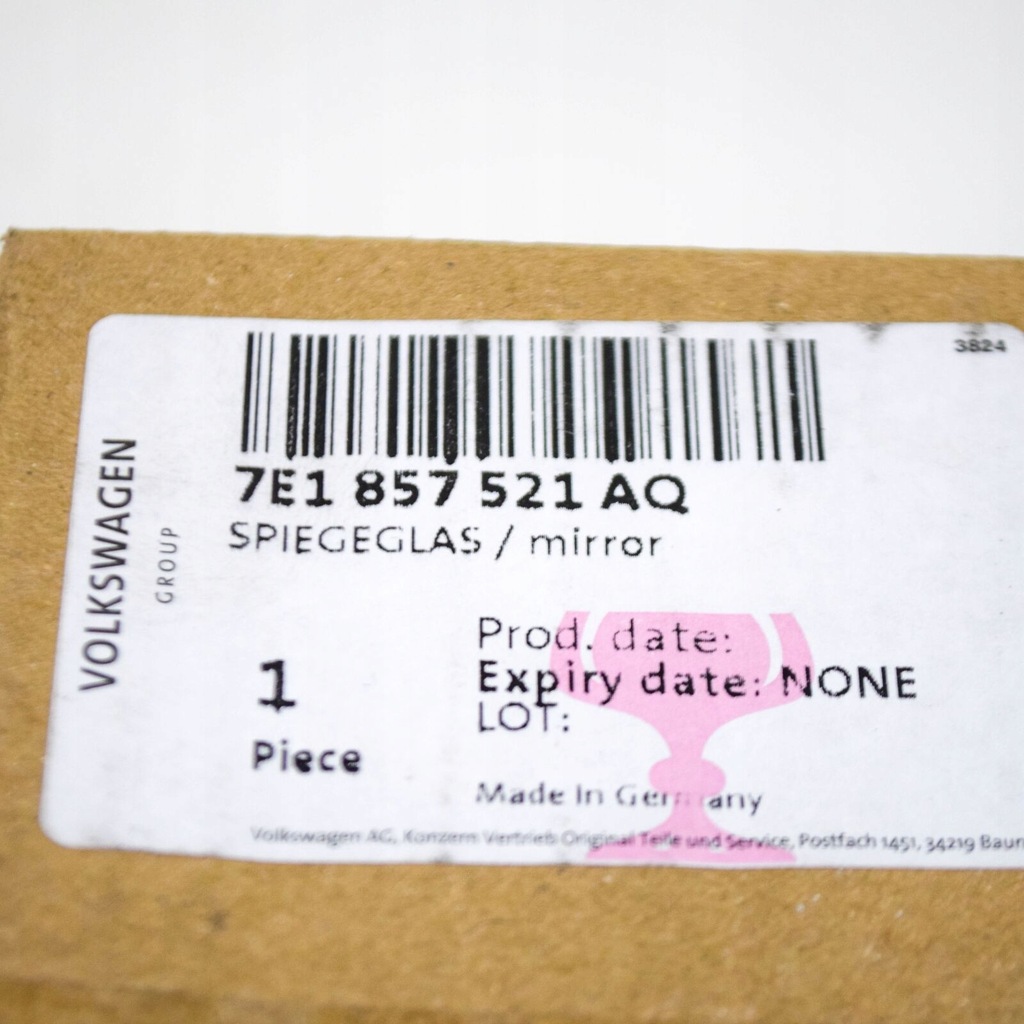 3824
7E1 857 521 AQ
SPIEGEGLAS / mirror
VOLKSWAGEN
GROUP
1
Piece
Prod. date:
Expiry date: NONE
LOT:
Made In Germany
Volkswagen AG, Konzern Vertrieb Original Teile und Service, Postfach 1451, 34219 Baun